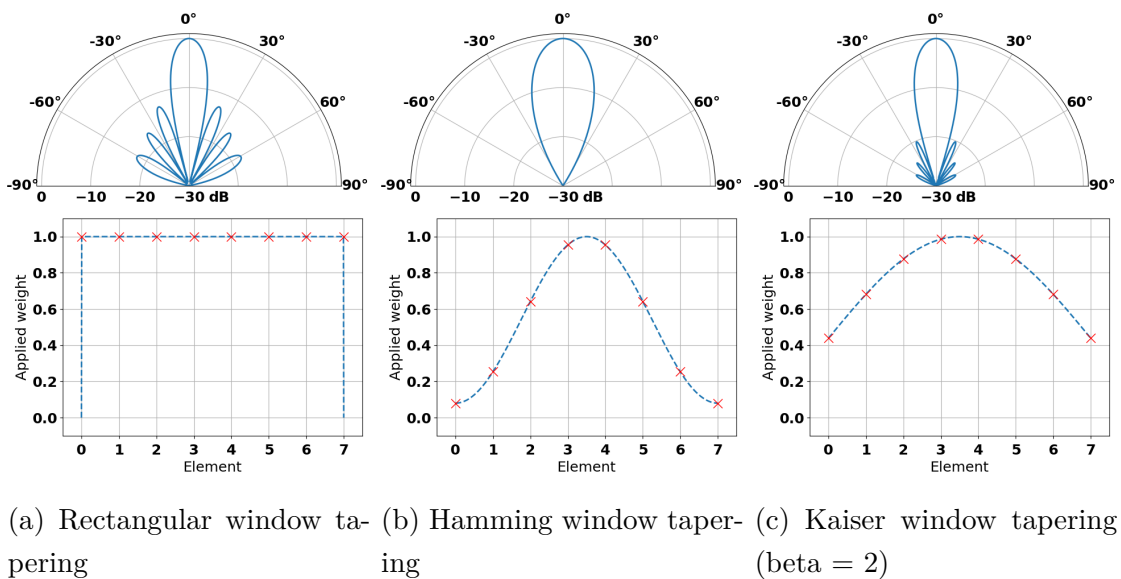 0°
-30° 30°
-60° 60°
-90° 90°
0 −10 −20 −30 dB
1.0
0.8
0.6
0.4
0.2
0.0
Applied weight
0 1 2 3 4 5 6 7
Element
(a) Rectangular window ta-
pering
0°
-30° 30°
-60° 60°
-90° 90°
0 −10 −20 −30 dB
1.0
0.8
0.6
0.4
0.2
0.0
Applied weight
0 1 2 3 4 5 6 7
Element
(b) Hamming window taper-
ing
0°
-30° 30°
-60° 60°
-90° 90°
0 −10 −20 −30 dB
1.0
0.8
0.6
0.4
0.2
0.0
Applied weight
0 1 2 3 4 5 6 7
Element
(c) Kaiser window tapering
(beta = 2)